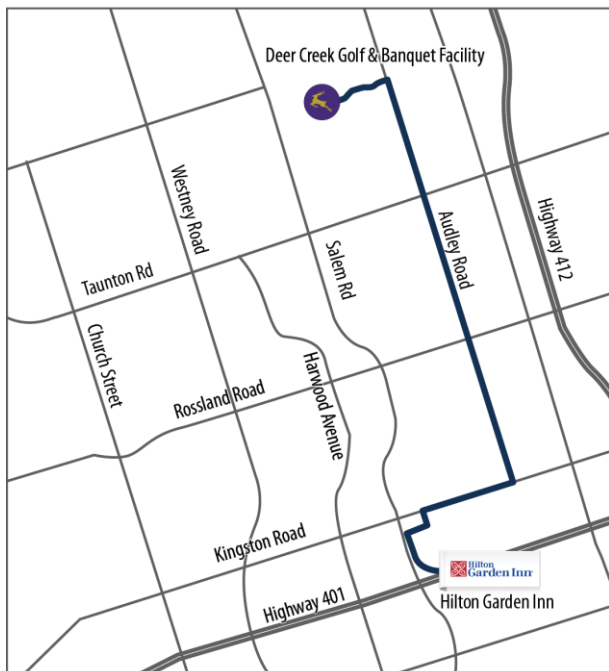 Deer Creek Golf & Banquet Facility
Westney Road
Highway 412
Audley Road
Salem Rd
Taunton Rd
Church Street
Harwood Avenue
Rossland Road
Kingston Road
Hilton
Garden Inn
Highway 401
Hilton Garden Inn